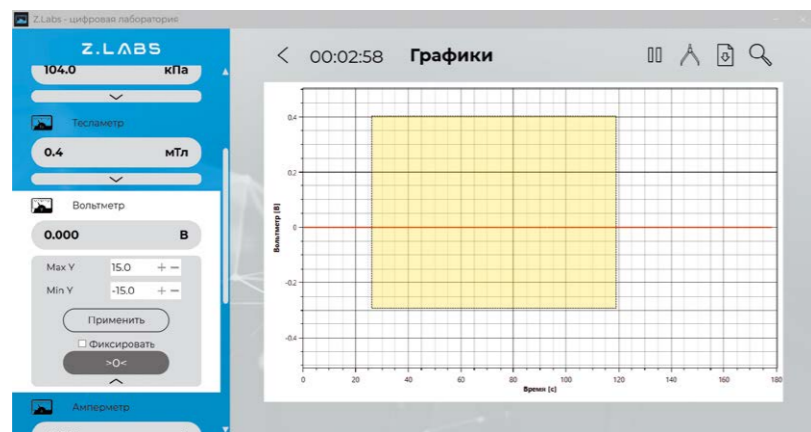 Z.Labs - цифровая лаборатория
Z.LABS
104.0 кПа
Тесламетр
0.4 мТл
Вольтметр
0.000 В
Max Y 15.0 + −
Min Y -15.0 + −
Применить
Фиксировать
>0<
Амперметр
< 00:02:58 Графики
Вольтметр [В]
0,4
0,2
0
-0,2
-0,4
0 20 40 60 80 100 120 140 160 180
Время [с]